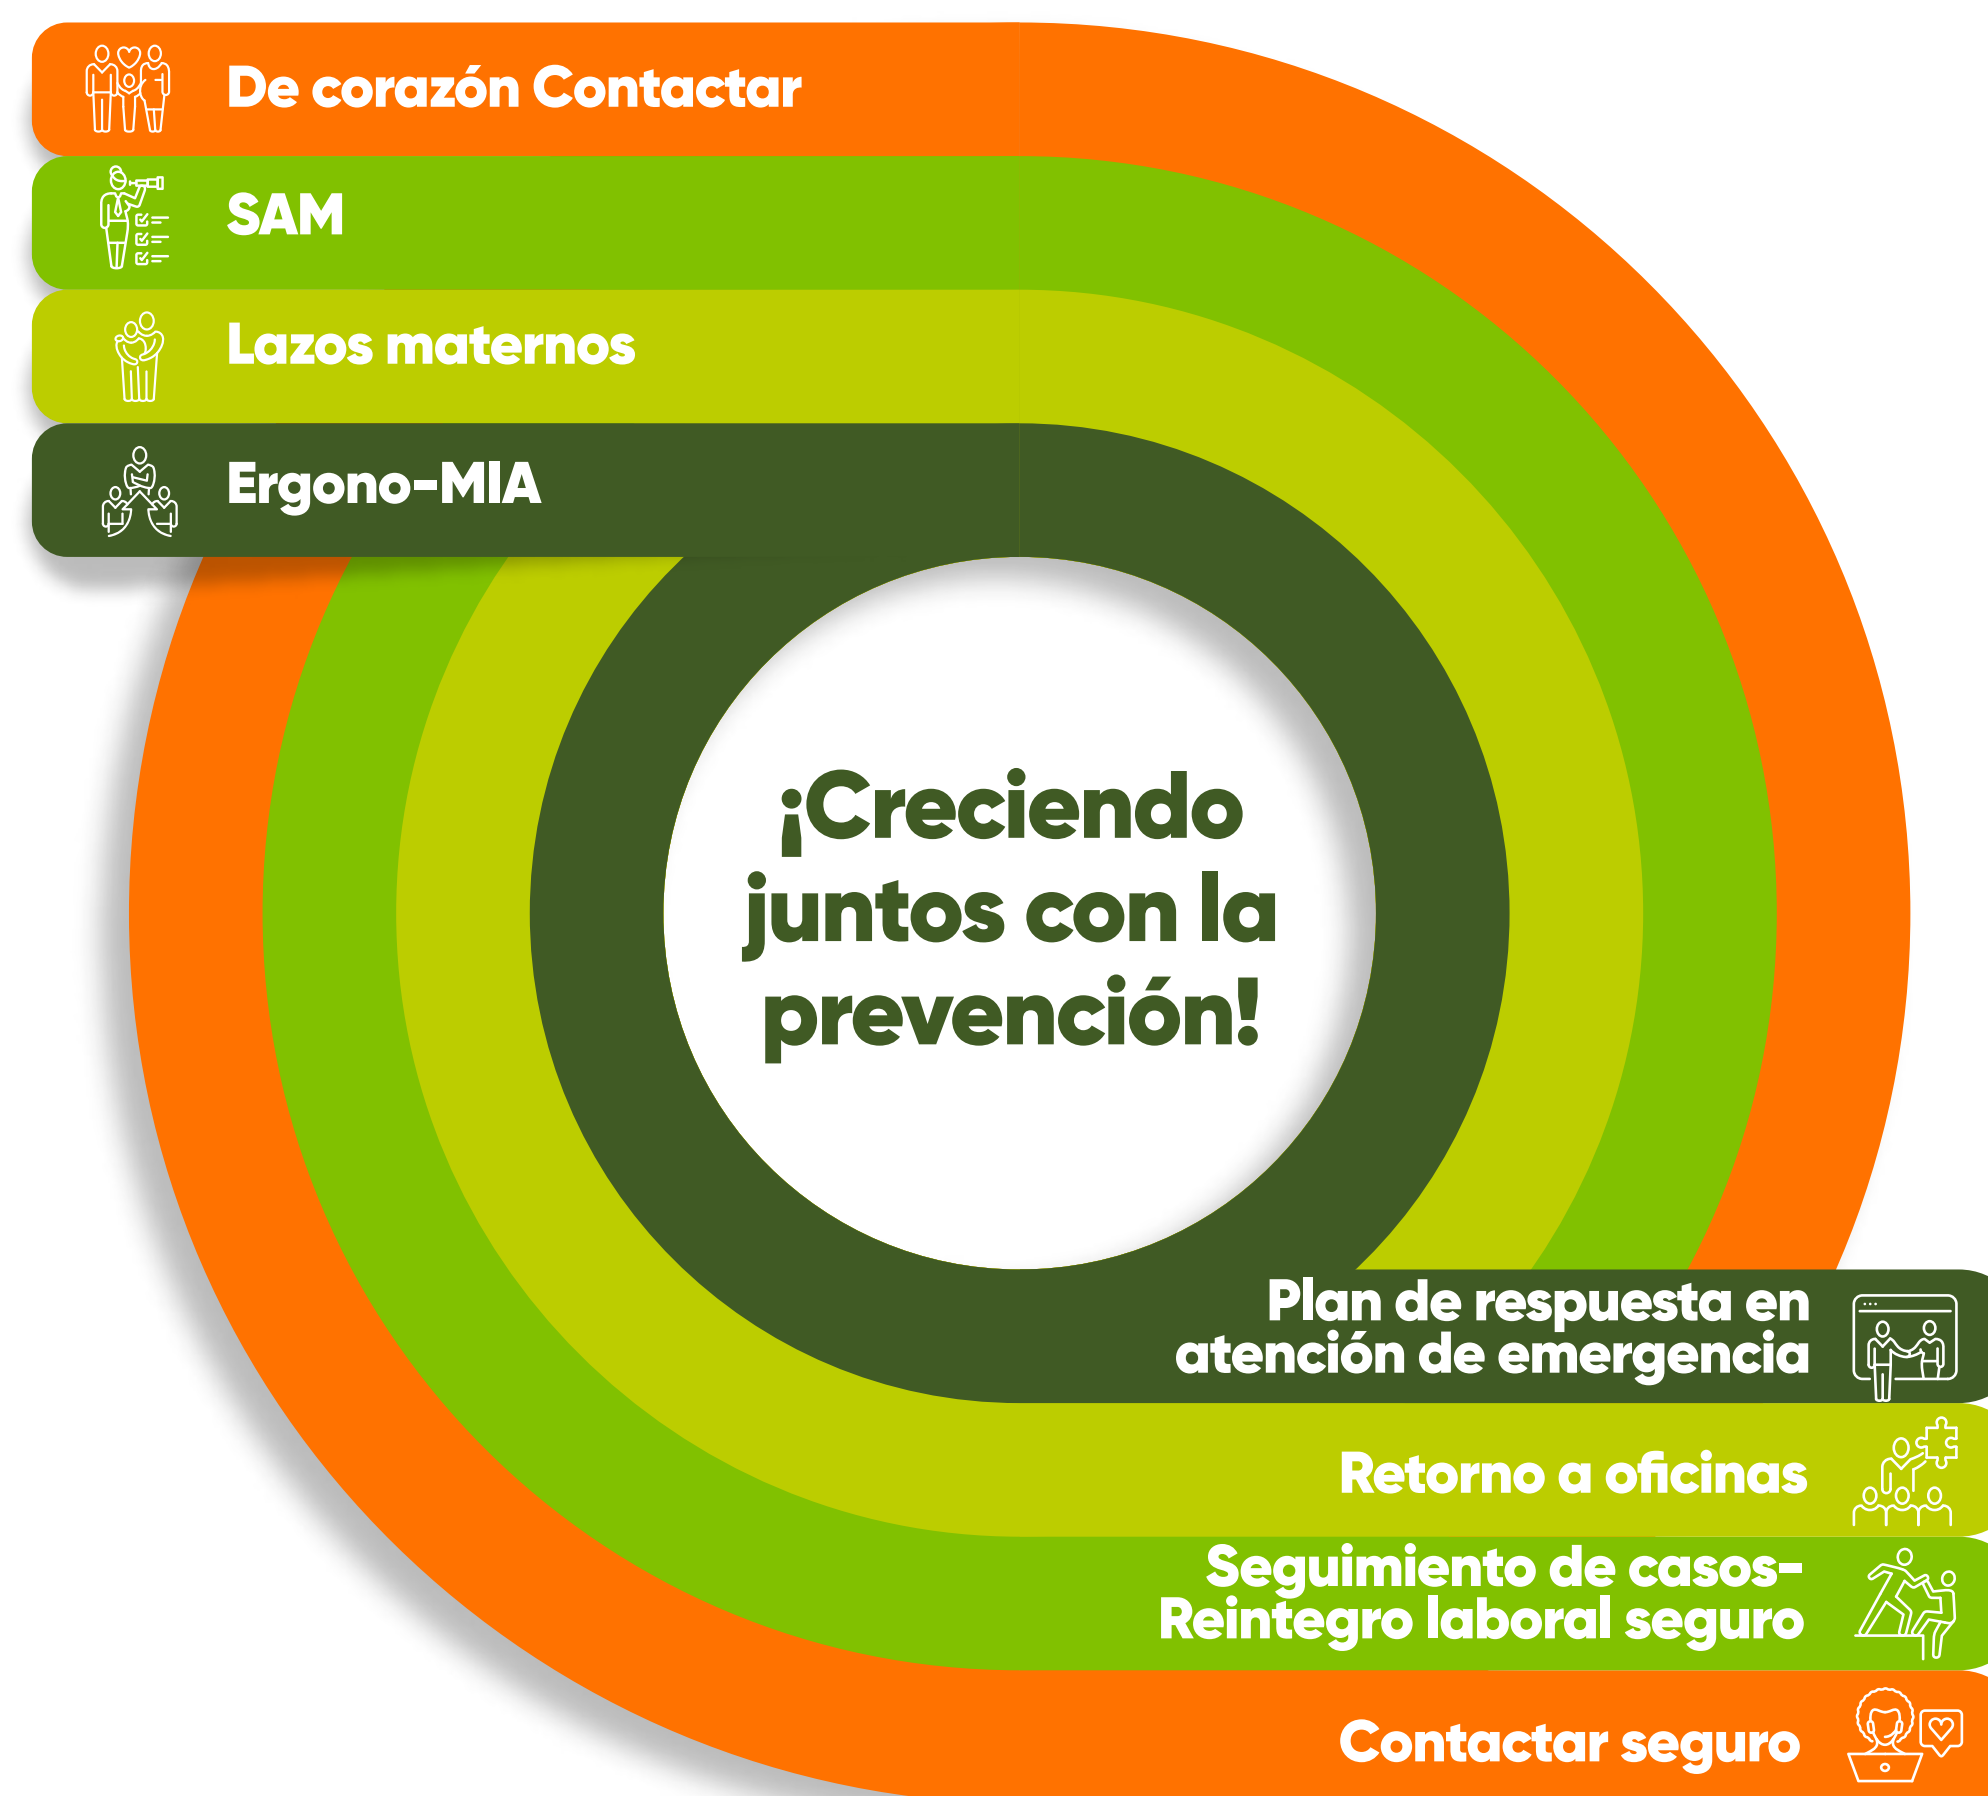 De corazón Contactar
SAM
Lazos maternos
Ergono-MIA
¡Creciendo
juntos con la
prevención!
Plan de respuesta en
atención de emergencia
Retorno a oficinas
Seguimiento de casos-
Reintegro laboral seguro
Contactar seguro